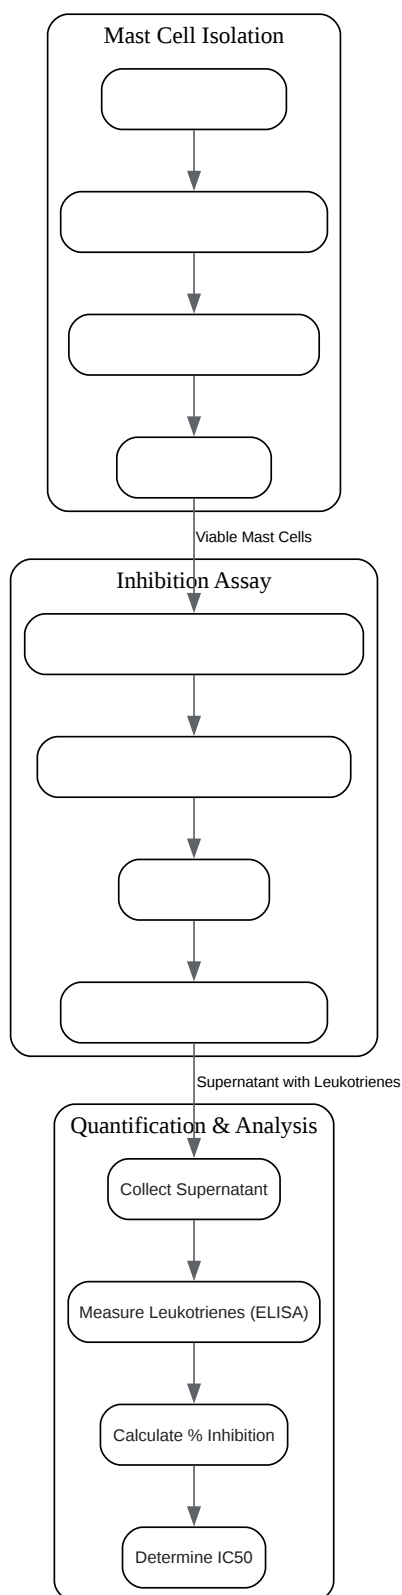 Mast Cell Isolation
Viable Mast Cells
Inhibition Assay
Supernatant with Leukotrienes
Quantification & Analysis
Collect Supernatant
Measure Leukotrienes (ELISA)
Calculate % Inhibition
Determine IC50